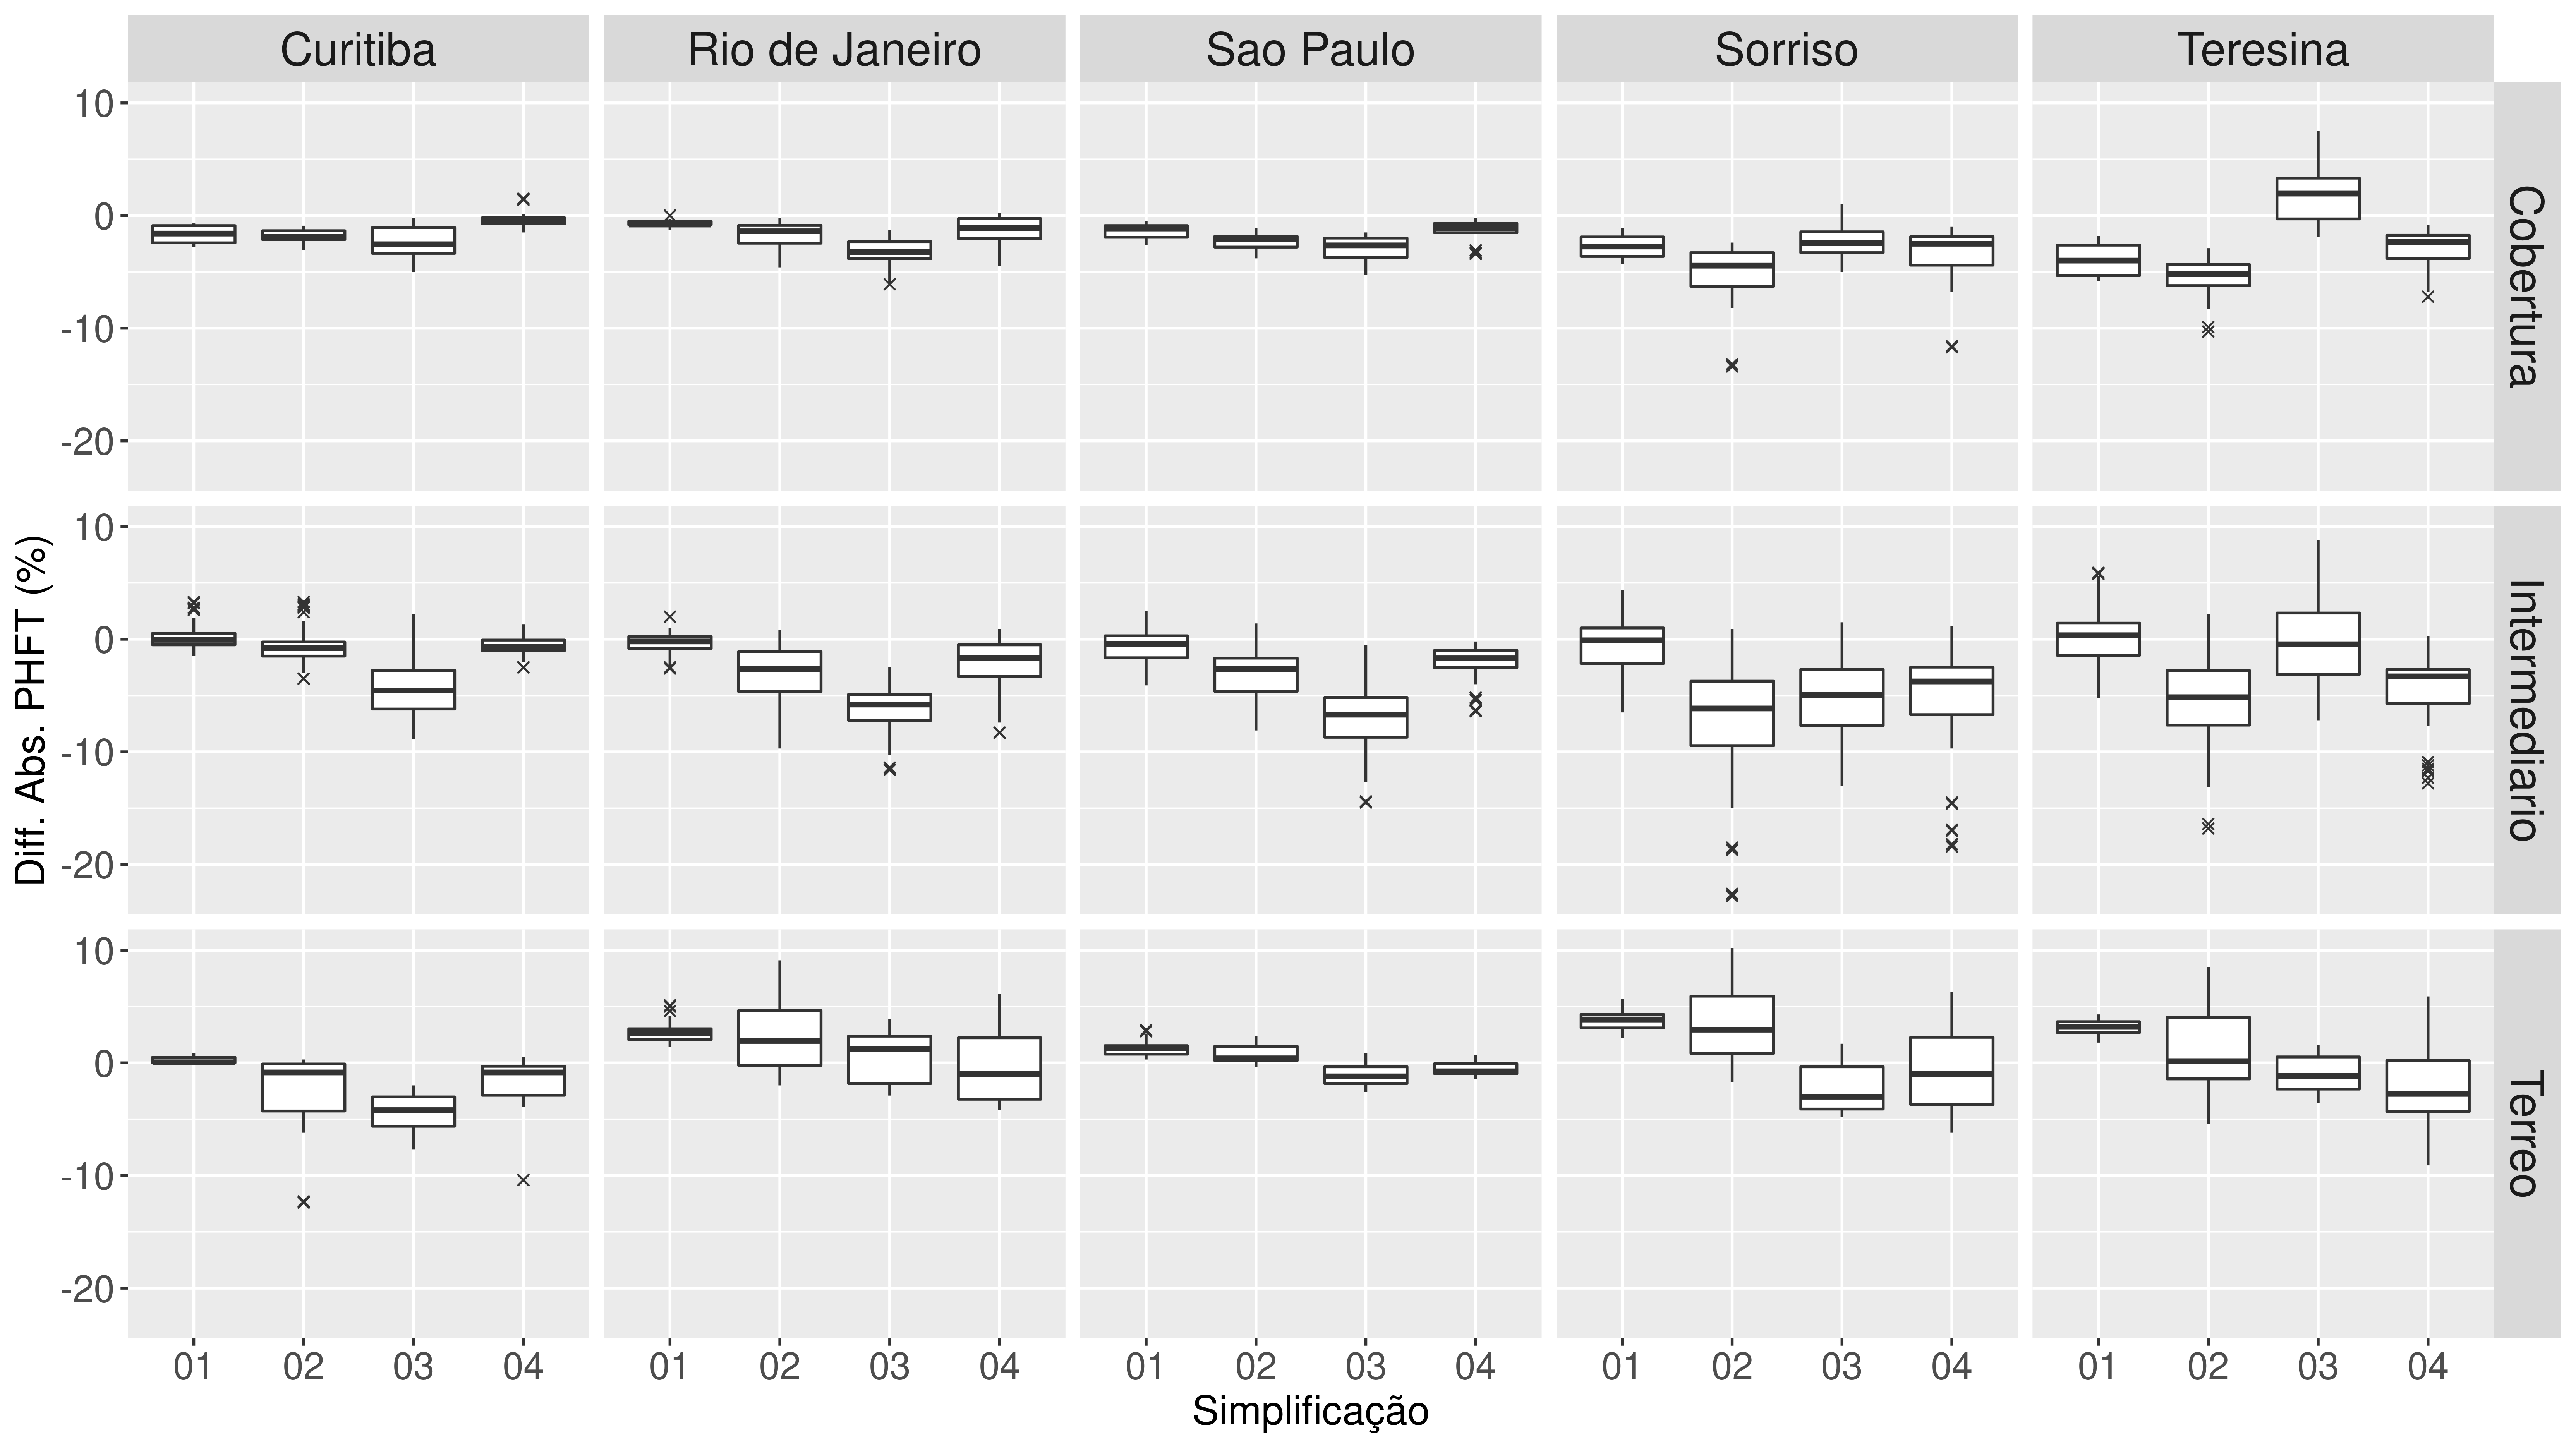 Curitiba Rio de Janeiro Sao Paulo Sorriso Teresina
10
0
-10
-20
Cobertura
10
0
-10
-20
Intermediario
10
0
-10
-20
Terreo
Diff. Abs. PHFT (%)
01 02 03 04 01 02 03 04 01 02 03 04 01 02 03 04 01 02 03 04
Simplificação